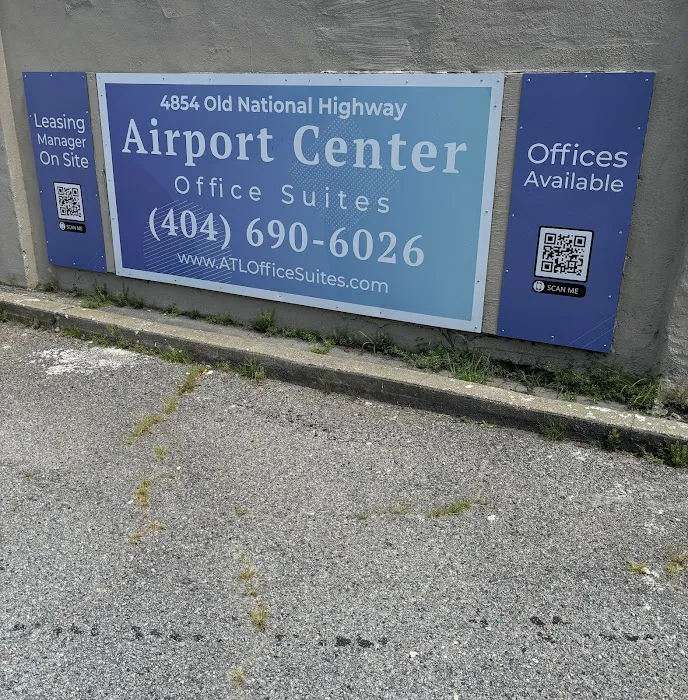 Leasing
Manager
On Site
SCAN ME
4854 Old National Highway
Airport Center
Office Suites
(404) 690-6026
www.ATLOfficeSuites.com
Offices
Available
SCAN ME